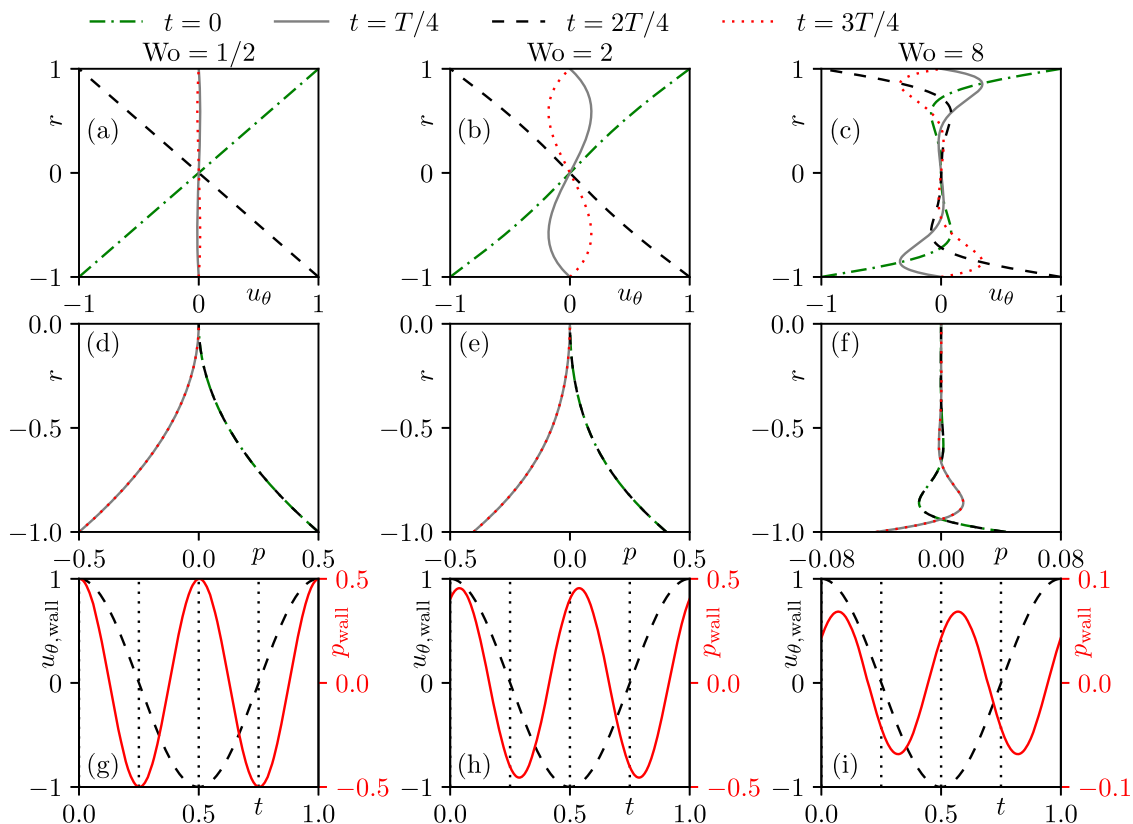 t = 0 t = T/4 t = 2T/4 t = 3T/4
Wo = 1/2 Wo = 2 Wo = 8
1 1 1
r (a) r (b) r (c)
0 0 0
−1 −1 −1
−1 0 u_θ 1 −1 0 u_θ 1 −1 0 u_θ 1
0.0 (d) 0.0 (e) 0.0 (f)
r r r
−0.5 −0.5 −0.5
−1.0 −1.0 −1.0
−0.5 0.0 p 0.5 −0.5 0.0 p 0.5 −0.08 0.00 p 0.08
1 0.5 1 0.5 1 0.1
u_θ,wall p_wall u_θ,wall p_wall u_θ,wall p_wall
0 0.0 0 0.0 0 0.0
(g) (h) (i)
−1 −0.5 −1 −0.5 −1 −0.1
0.0 0.5 t 1.0 0.0 0.5 t 1.0 0.0 0.5 t 1.0